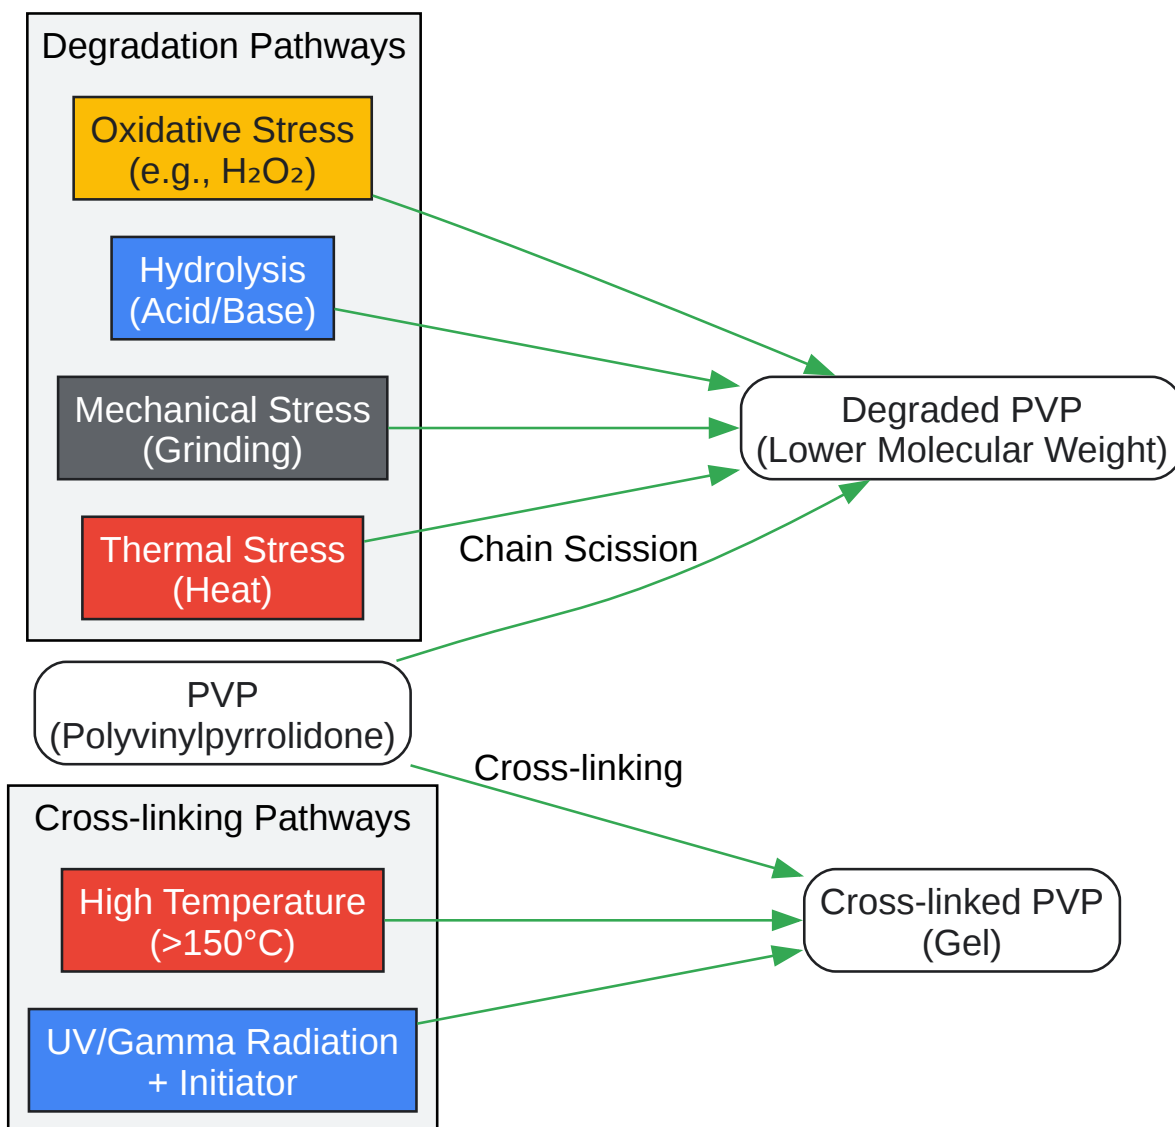 Degradation Pathways
Oxidative Stress
(e.g., H₂O₂)
Hydrolysis
(Acid/Base)
Mechanical Stress
(Grinding)
Thermal Stress
(Heat)
Degraded PVP
(Lower Molecular Weight)
Chain Scission
PVP
(Polyvinylpyrrolidone)
Cross-linking
Cross-linking Pathways
High Temperature
(>150°C)
UV/Gamma Radiation
+ Initiator
Cross-linked PVP
(Gel)